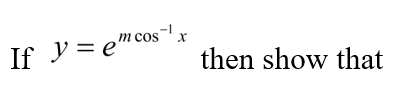 If $y = e^{m \cos^{-1} x}$ then show that